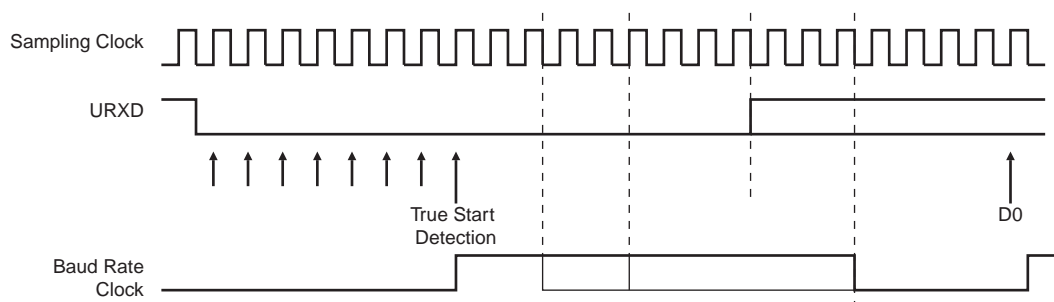 Sampling Clock
URXD
True Start
Detection
D0
Baud Rate
Clock